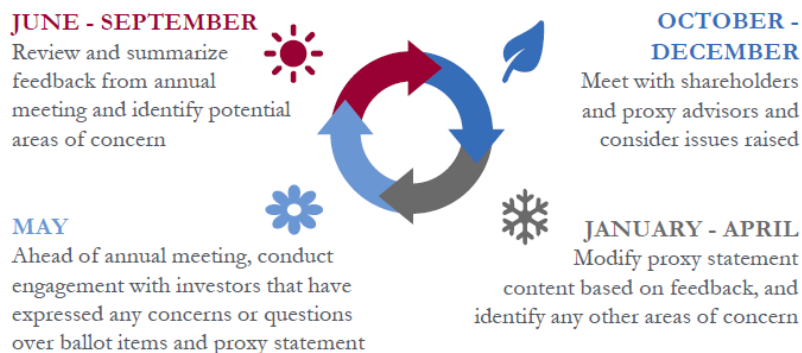 JUNE - SEPTEMBER
Review and summarize
feedback from annual
meeting and identify potential
areas of concern
OCTOBER -
DECEMBER
Meet with shareholders
and proxy advisors and
consider issues raised
MAY
Ahead of annual meeting, conduct
engagement with investors that have
expressed any concerns or questions
over ballot items and proxy statement
JANUARY - APRIL
Modify proxy statement
content based on feedback, and
identify any other areas of concern